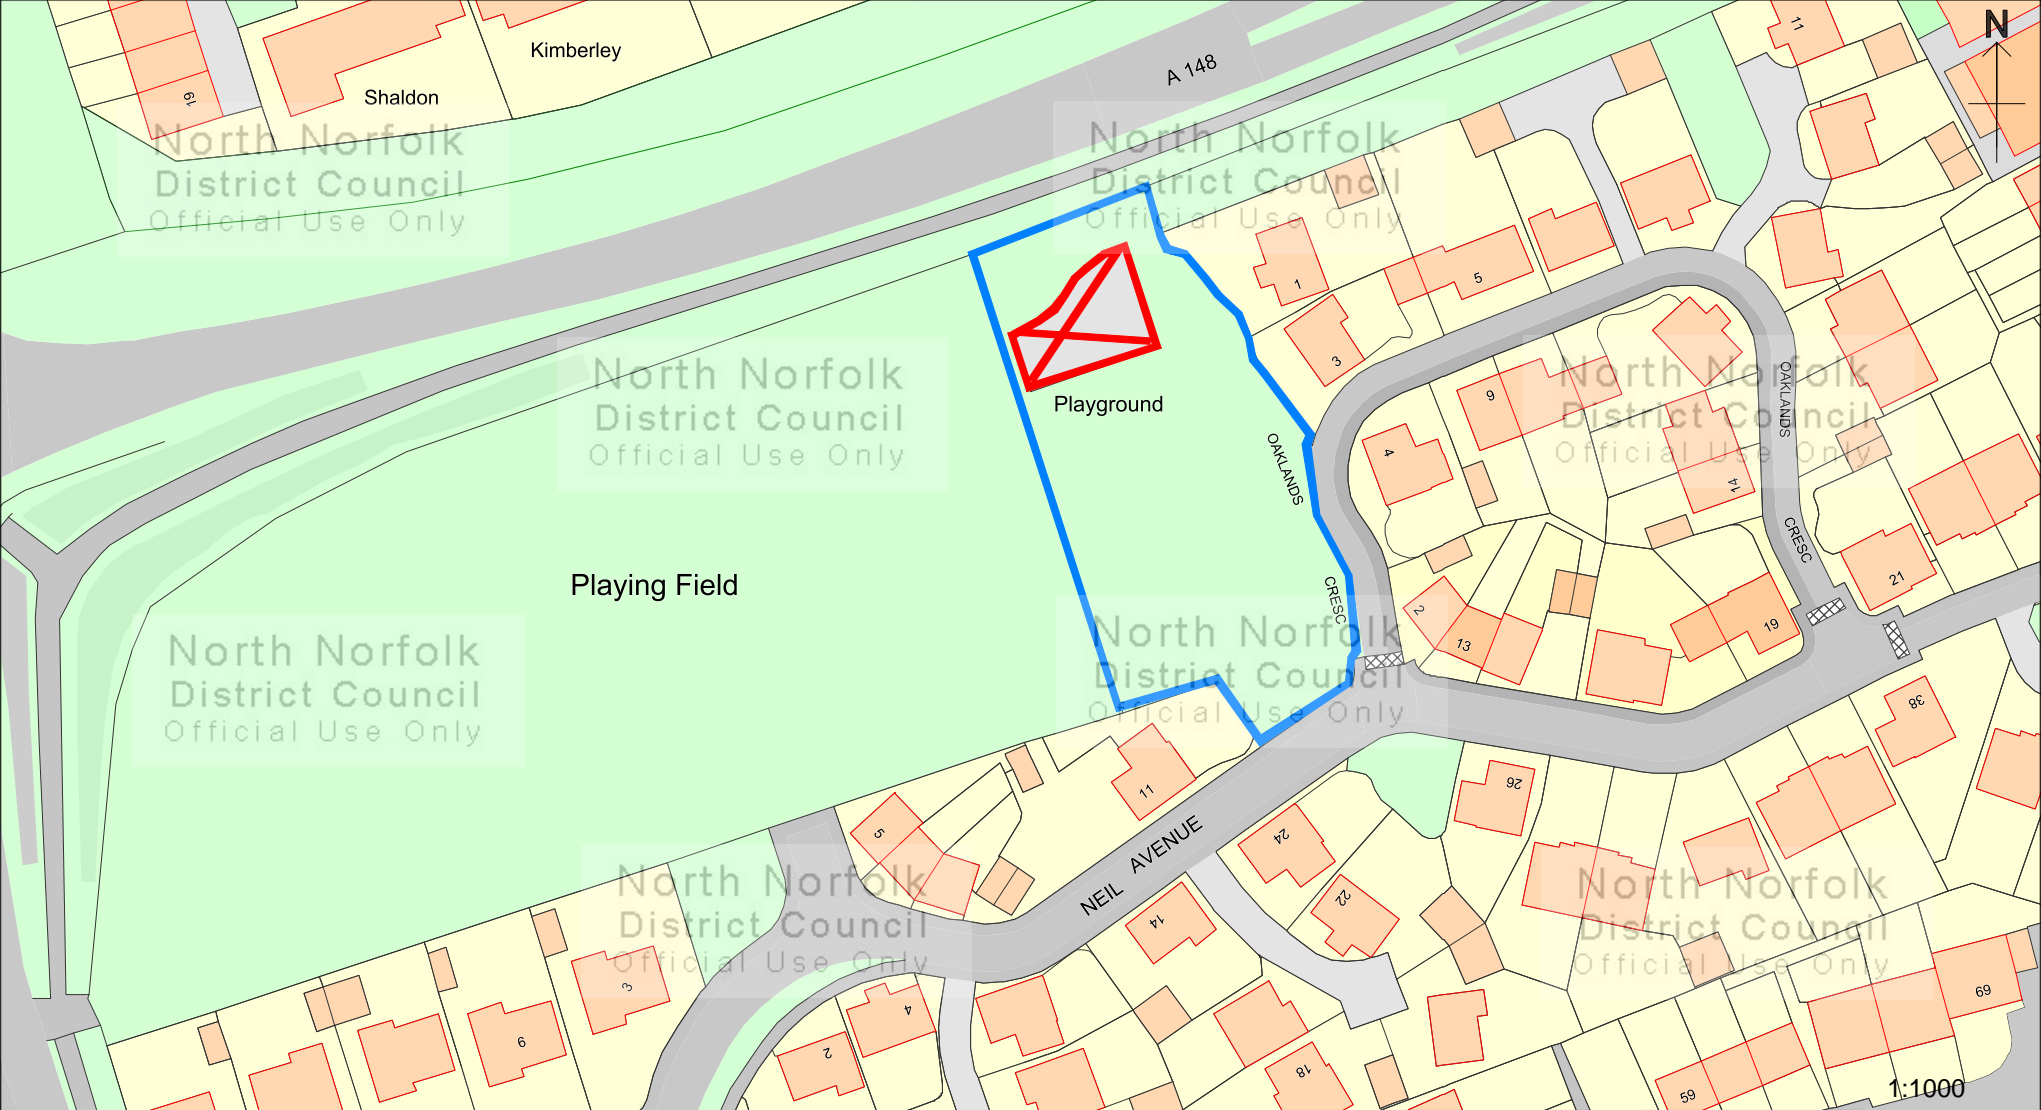 Kimberley
Shaldon
19
A 148
11
N
North Norfolk
District Council
Official Use Only
North Norfolk
District Council
Official Use Only
1
5
3
North Norfolk
District Council
Official Use Only
Playground
9
4
North Norfolk
District Council
Official Use Only
OAKLANDS
OAKLANDS
14
CRESC
21
Playing Field
CRESC
2
13
19
North Norfolk
District Council
Official Use Only
North Norfolk
District Council
Official Use Only
38
11
26
5
24
NEIL AVENUE
North Norfolk
District Council
Official Use Only
22
14
North Norfolk
District Council
Official Use Only
3
4
9
2
18
69
59
1:1000